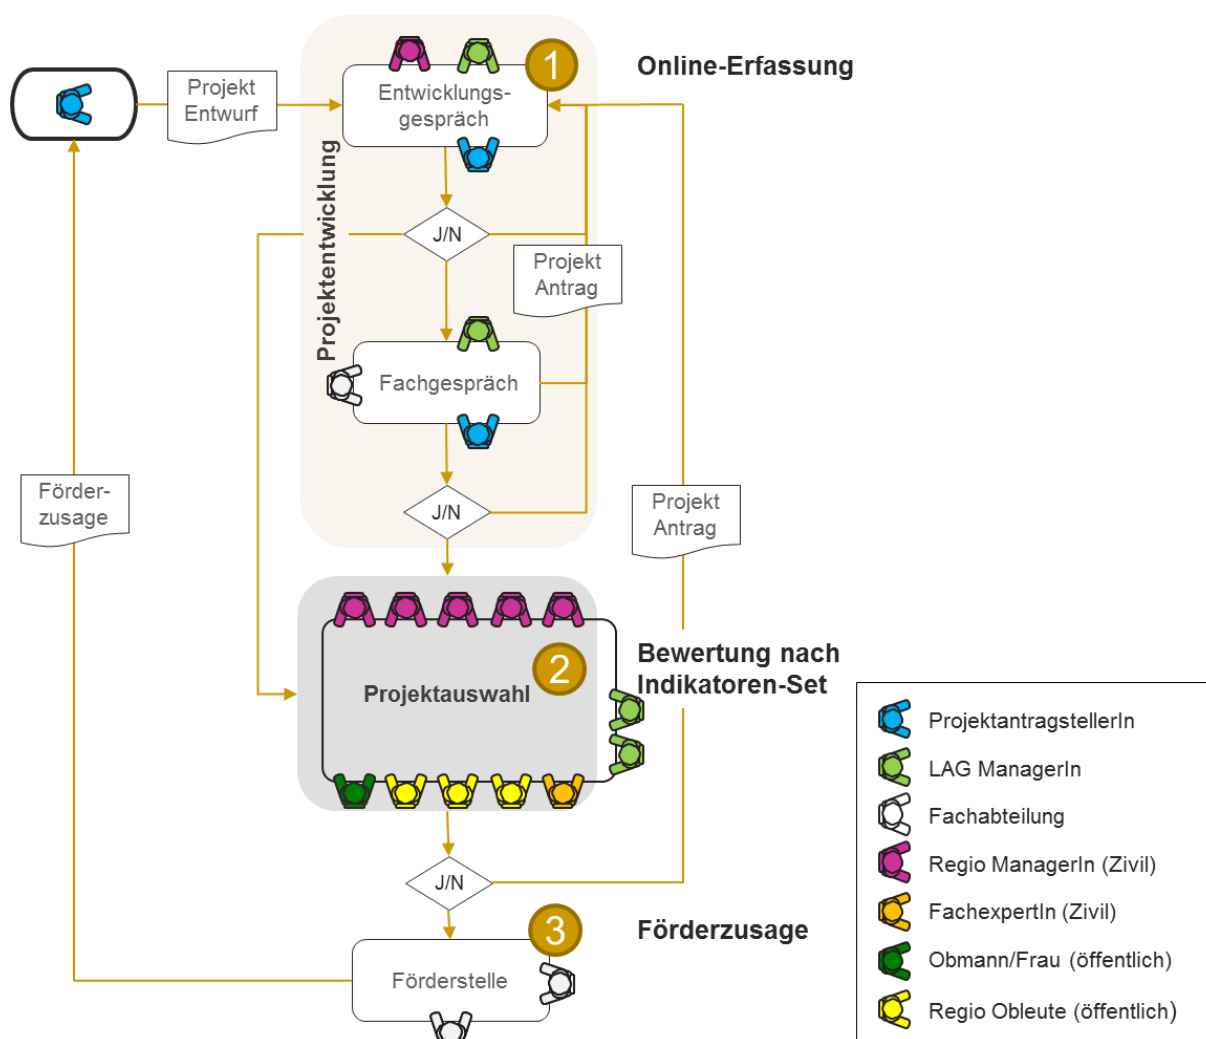 1
Online-Erfassung
Projekt
Entwurf
Entwicklungs-
gespräch
Projektentwicklung
J/N
Projekt
Antrag
Fachgespräch
Förder-
zusage
J/N
Projekt
Antrag
2
Projektauswahl
Bewertung nach
Indikatoren-Set
J/N
3
Förderzusage
Förderstelle
ProjektantragstellerIn
LAG ManagerIn
Fachabteilung
Regio ManagerIn (Zivil)
FachexpertIn (Zivil)
Obmann/Frau (öffentlich)
Regio Obleute (öffentlich)